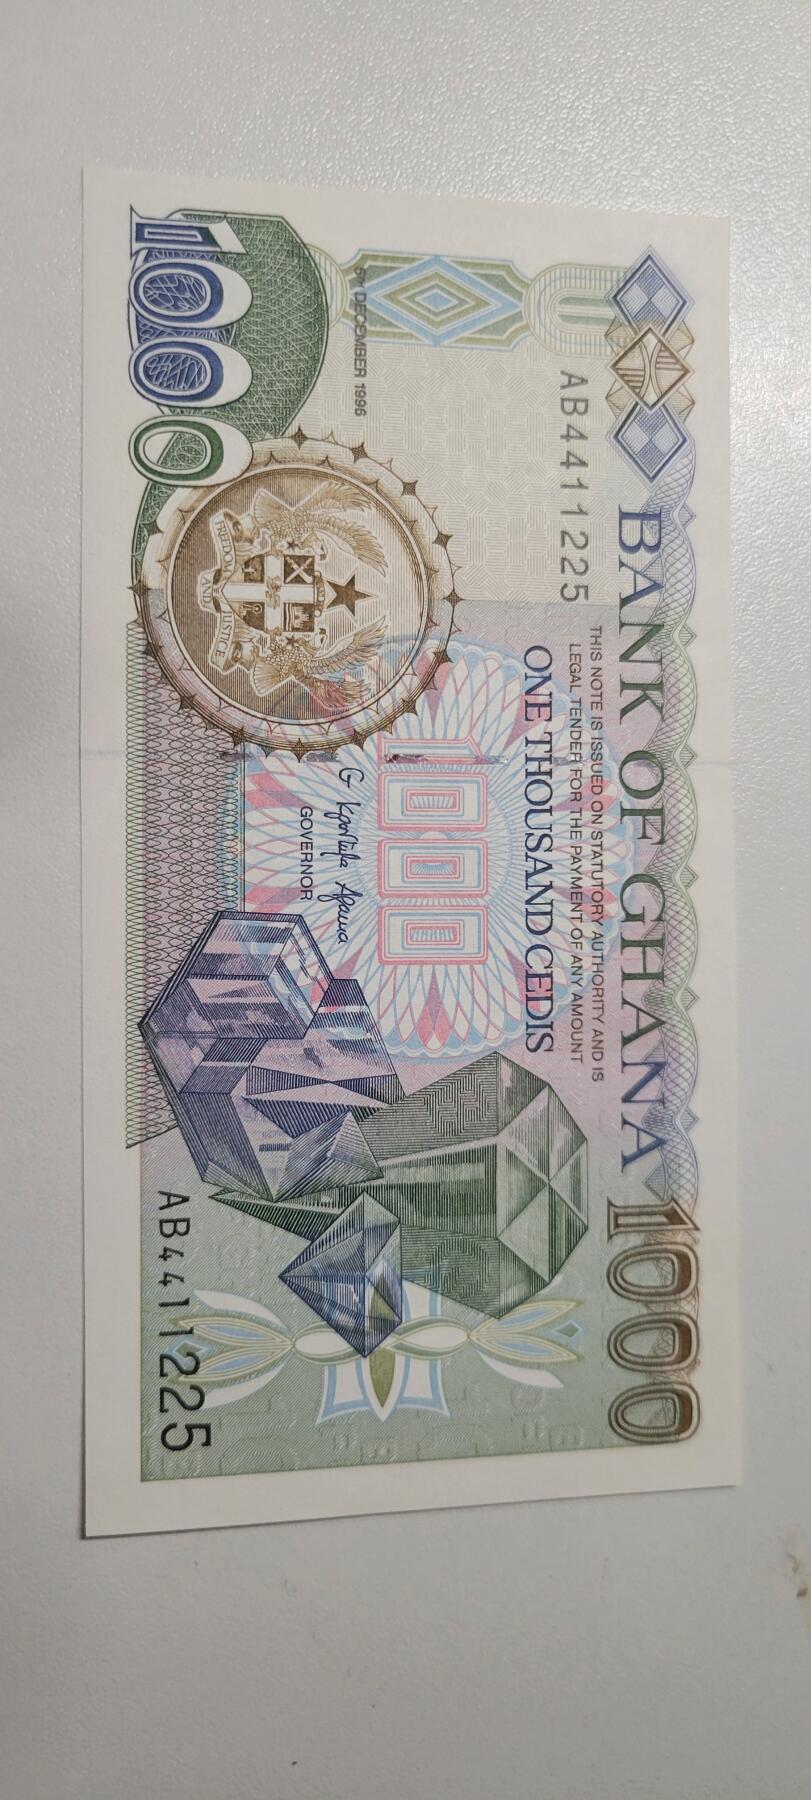 BANK OF GHANA
1000
AB4411225
THIS NOTE IS ISSUED ON STATUTORY AUTHORITY AND IS
LEGAL TENDER FOR THE PAYMENT OF ANY AMOUNT
ONE THOUSAND CEDIS
1000
5TH DECEMBER 1996
GOVERNOR
FREEDOM AND JUSTICE
1000
AB4411225